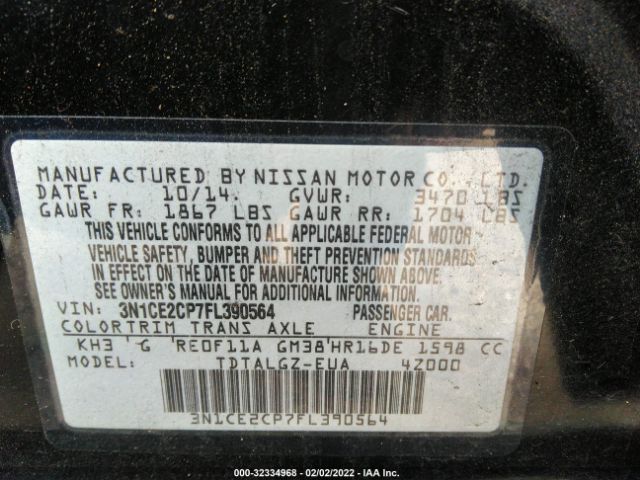 MANUFACTURED BY NISSAN MOTOR CO., LTD.
DATE: 10/14. GVWR: 3470 LBS
GAWR FR: 1867 LBS GAWR RR: 1704 LBS
THIS VEHICLE CONFORMS TO ALL APPLICABLE FEDERAL MOTOR
VEHICLE SAFETY, BUMPER AND THEFT PREVENTION STANDARDS
IN EFFECT ON THE DATE OF MANUFACTURE SHOWN ABOVE.
SEE OWNER'S MANUAL FOR ADDITIONAL INFORMATION.
VIN: 3N1CE2CP7FL390564 PASSENGER CAR.
COLOR TRIM TRANS AXLE ENGINE
KH3 'G 'RE0F11A GM38'HR16DE 1598 CC
MODEL: TDTALGZ-EUA 4Z000
3N1CE2CP7FL390564
000-32334968 - 02/02/2022 - IAA Inc.